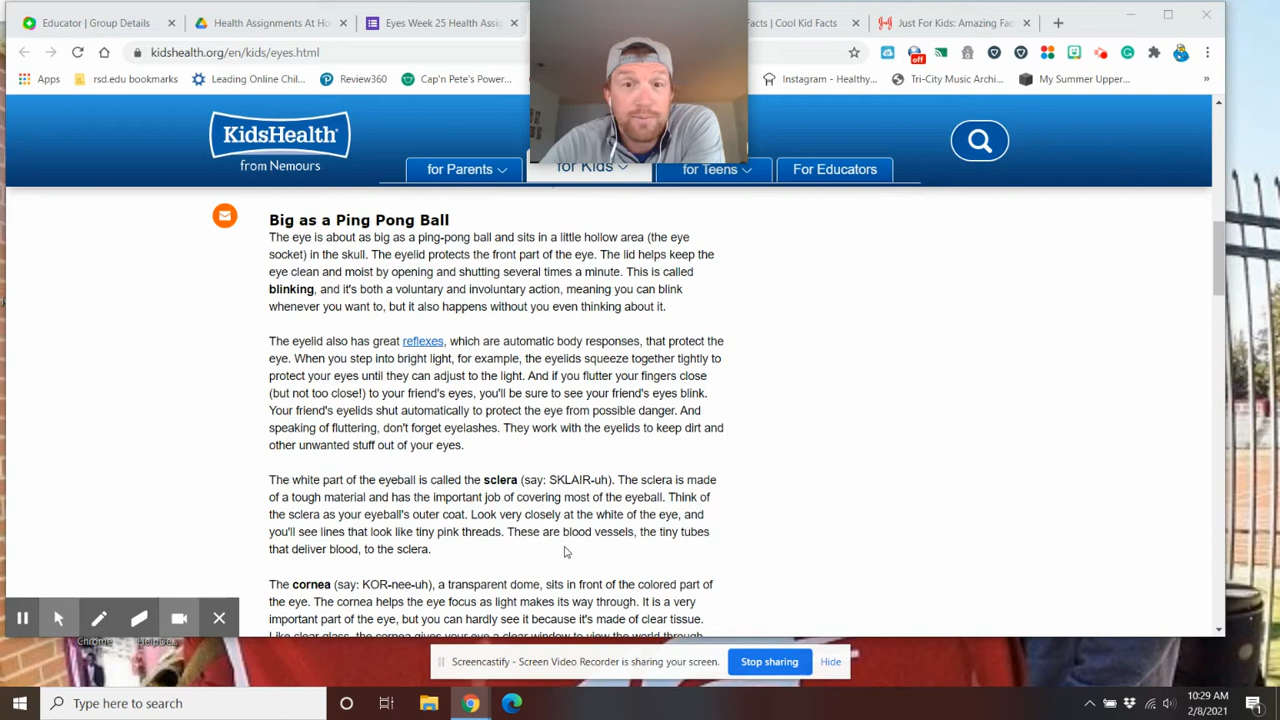 Educator | Group Details
Health Assignments At Ho
Eyes Week 25 Health Assig
Facts | Cool Kid Facts
Just For Kids: Amazing Fac
kidshealth.org/en/kids/eyes.html
off
Apps
rsd.edu bookmarks
Leading Online Chil...
Review360
Cap'n Pete's Power...
Instagram - Healthy...
Tri-City Music Archi...
My Summer Upper...
»
KidsHealth
from Nemours
for Parents
for Kids
for Teens
For Educators
Big as a Ping Pong Ball
The eye is about as big as a ping-pong ball and sits in a little hollow area (the eye
socket) in the skull. The eyelid protects the front part of the eye. The lid helps keep the
eye clean and moist by opening and shutting several times a minute. This is called
blinking, and it's both a voluntary and involuntary action, meaning you can blink
whenever you want to, but it also happens without you even thinking about it.
The eyelid also has great reflexes, which are automatic body responses, that protect the
eye. When you step into bright light, for example, the eyelids squeeze together tightly to
protect your eyes until they can adjust to the light. And if you flutter your fingers close
(but not too close!) to your friend's eyes, you'll be sure to see your friend's eyes blink.
Your friend's eyelids shut automatically to protect the eye from possible danger. And
speaking of fluttering, don't forget eyelashes. They work with the eyelids to keep dirt and
other unwanted stuff out of your eyes.
The white part of the eyeball is called the sclera (say: SKLAIR-uh). The sclera is made
of a tough material and has the important job of covering most of the eyeball. Think of
the sclera as your eyeball's outer coat. Look very closely at the white of the eye, and
you'll see lines that look like tiny pink threads. These are blood vessels, the tiny tubes
that deliver blood, to the sclera.
The cornea (say: KOR-nee-uh), a transparent dome, sits in front of the colored part of
the eye. The cornea helps the eye focus as light makes its way through. It is a very
important part of the eye, but you can hardly see it because it's made of clear tissue.
Like clear glass, the cornea gives your eye a clear window to view the world through.
Chrome
HelpDe...
Screencastify - Screen Video Recorder is sharing your screen.
Stop sharing
Hide
Type here to search
10:29 AM
2/8/2021
1